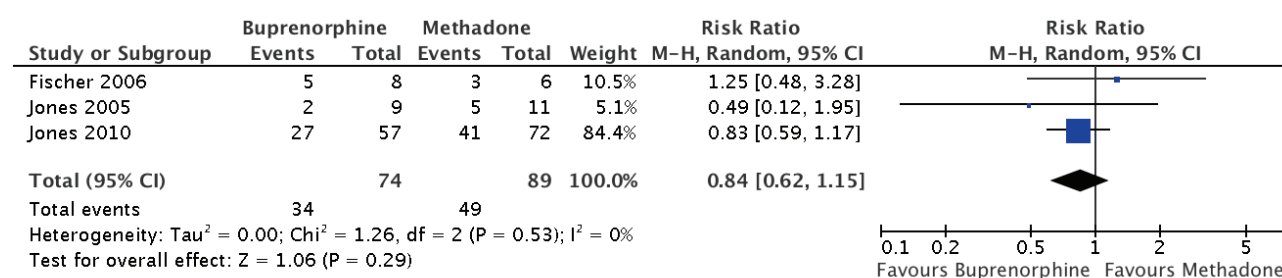 Buprenorphine Methadone Risk Ratio Risk Ratio
Study or Subgroup Events Total Events Total Weight M-H, Random, 95% CI M-H, Random, 95% CI
Fischer 2006 5 8 3 6 10.5% 1.25 [0.48, 3.28]
Jones 2005 2 9 5 11 5.1% 0.49 [0.12, 1.95]
Jones 2010 27 57 41 72 84.4% 0.83 [0.59, 1.17]
Total (95% CI) 74 89 100.0% 0.84 [0.62, 1.15]
Total events 34 49
Heterogeneity: Tau² = 0.00; Chi² = 1.26, df = 2 (P = 0.53); I² = 0%
Test for overall effect: Z = 1.06 (P = 0.29)
0.1 0.2 0.5 1 2 5
Favours Buprenorphine Favours Methadone